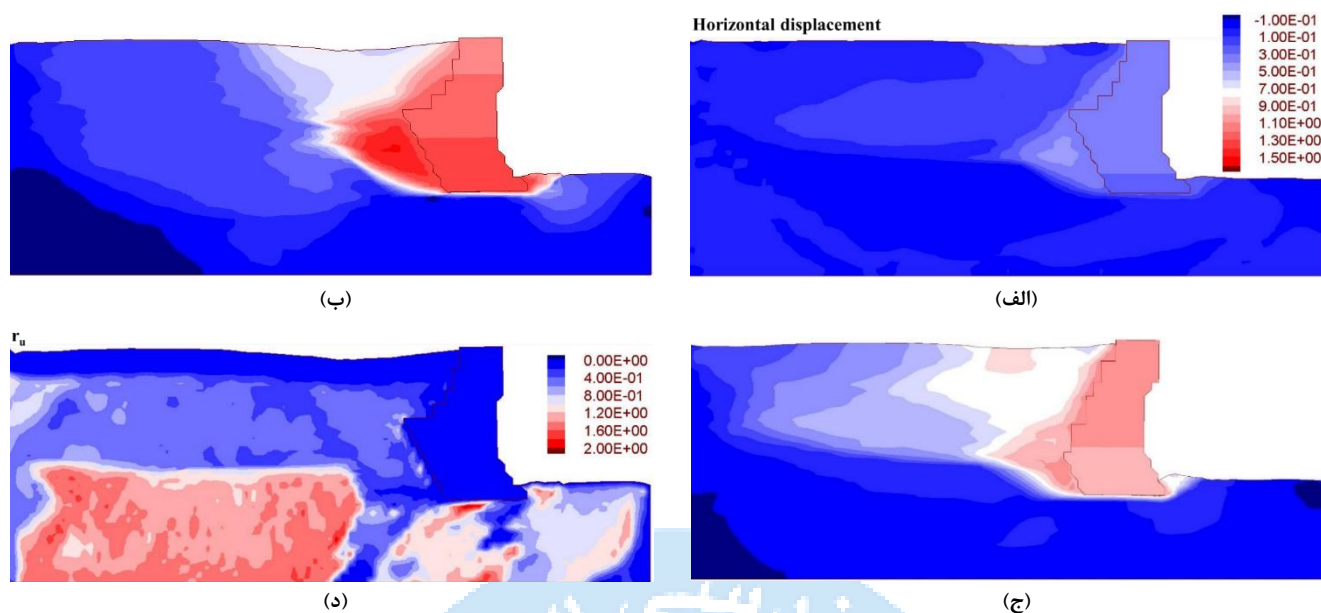 Horizontal displacement
-1.00E-01
1.00E-01
3.00E-01
5.00E-01
7.00E-01
9.00E-01
1.10E+00
1.30E+00
1.50E+00
(الف)
(ب)
(ج)
r_u
0.00E+00
4.00E-01
8.00E-01
1.20E+00
1.60E+00
2.00E+00
(د)